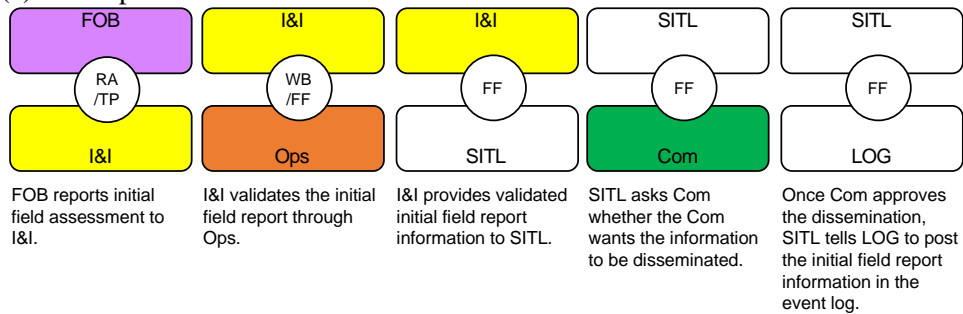 FOB
RA
/TP
I&I
FOB reports initial
field assessment to
I&I.
I&I
WB
/FF
Ops
I&I validates the initial
field report through
Ops.
I&I
FF
SITL
I&I provides validated
initial field report
information to SITL.
SITL
FF
Com
SITL asks Com
whether the Com
wants the information
to be disseminated.
SITL
FF
LOG
Once Com approves
the dissemination,
SITL tells LOG to post
the initial field report
information in the
event log.